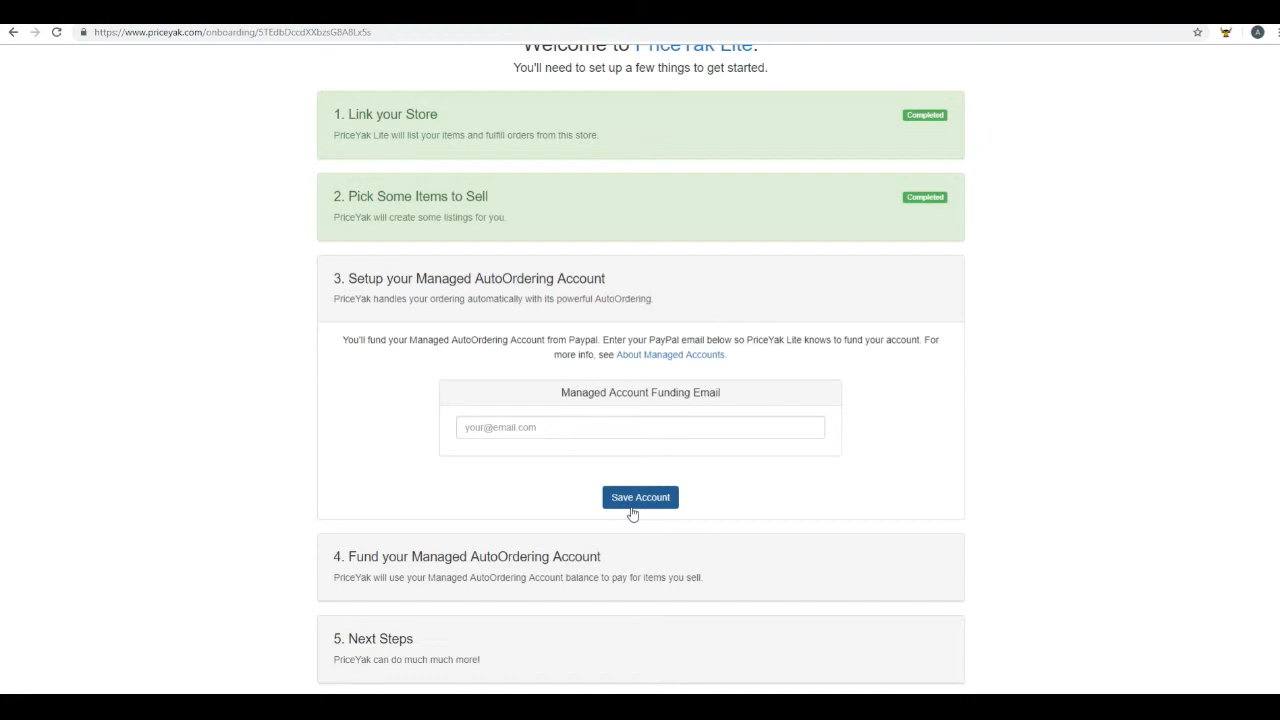 https://www.priceyak.com/onboarding/5TEdbDccdXXbzsG8A8Lx5s
A
Welcome to PriceYak Lite.
You'll need to set up a few things to get started.
1. Link your Store
Completed
PriceYak Lite will list your items and fulfill orders from this store.
2. Pick Some Items to Sell
Completed
PriceYak will create some listings for you.
3. Setup your Managed AutoOrdering Account
PriceYak handles your ordering automatically with its powerful AutoOrdering.
You'll fund your Managed AutoOrdering Account from Paypal. Enter your PayPal email below so PriceYak Lite knows to fund your account. For
more info, see About Managed Accounts.
Managed Account Funding Email
your@email.com
Save Account
4. Fund your Managed AutoOrdering Account
PriceYak will use your Managed AutoOrdering Account balance to pay for items you sell.
5. Next Steps
PriceYak can do much much more!